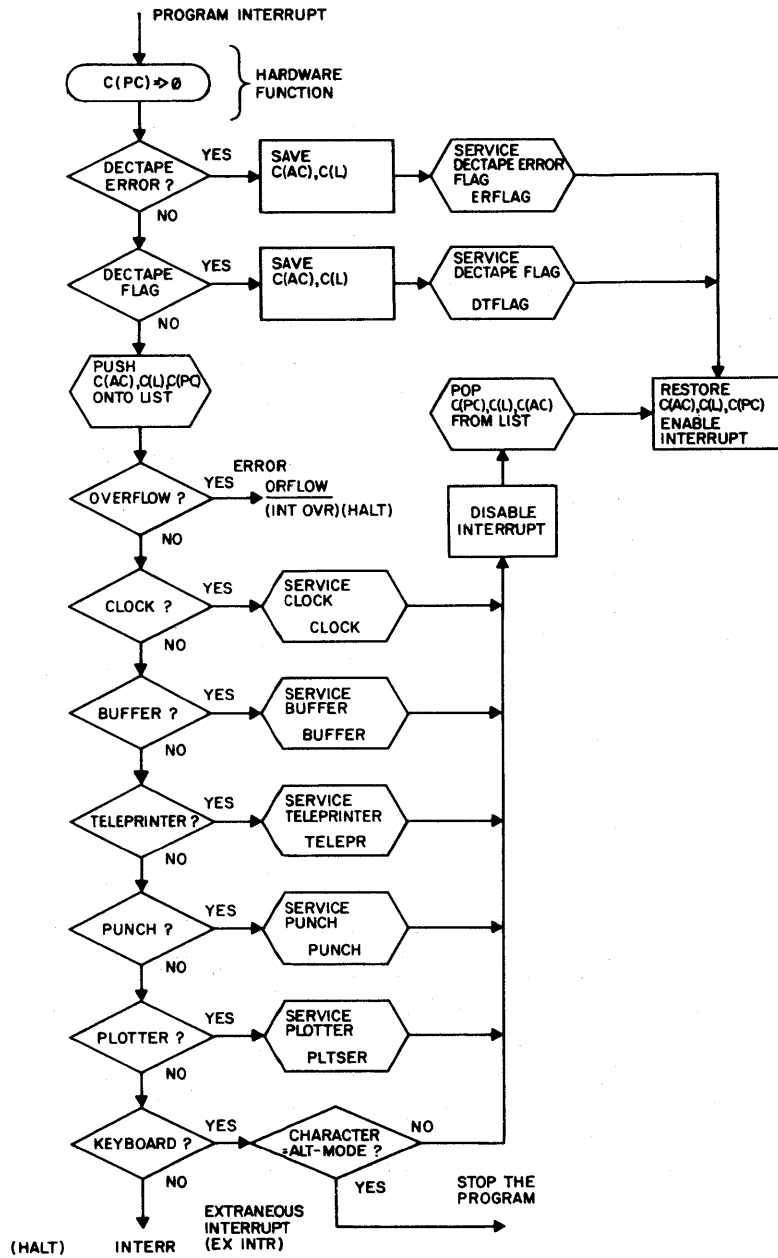 PROGRAM INTERRUPT
C(PC)=>0
HARDWARE
FUNCTION
DECTAPE
ERROR ?
YES
NO
SAVE
C(AC),C(L)
SERVICE
DECTAPE ERROR
FLAG
ERFLAG
DECTAPE
FLAG
YES
NO
SAVE
C(AC),C(L)
SERVICE
DECTAPE FLAG
DTFLAG
PUSH
C(AC),C(L),C(PC)
ONTO LIST
POP
C(PC),C(L),C(AC)
FROM LIST
RESTORE
C(AC),C(L),C(PC)
ENABLE
INTERRUPT
OVERFLOW ?
YES
NO
ERROR
ORFLOW
(INT OVR)(HALT)
DISABLE
INTERRUPT
CLOCK ?
YES
NO
SERVICE
CLOCK
CLOCK
BUFFER ?
YES
NO
SERVICE
BUFFER
BUFFER
TELEPRINTER ?
YES
NO
SERVICE
TELEPRINTER
TELEPR
PUNCH ?
YES
NO
SERVICE
PUNCH
PUNCH
PLOTTER ?
YES
NO
SERVICE
PLOTTER
PLTSER
KEYBOARD ?
YES
NO
CHARACTER
=ALT-MODE ?
NO
YES
STOP THE
PROGRAM
EXTRANEOUS
INTERRUPT
(EX INTR)
(HALT) INTERR